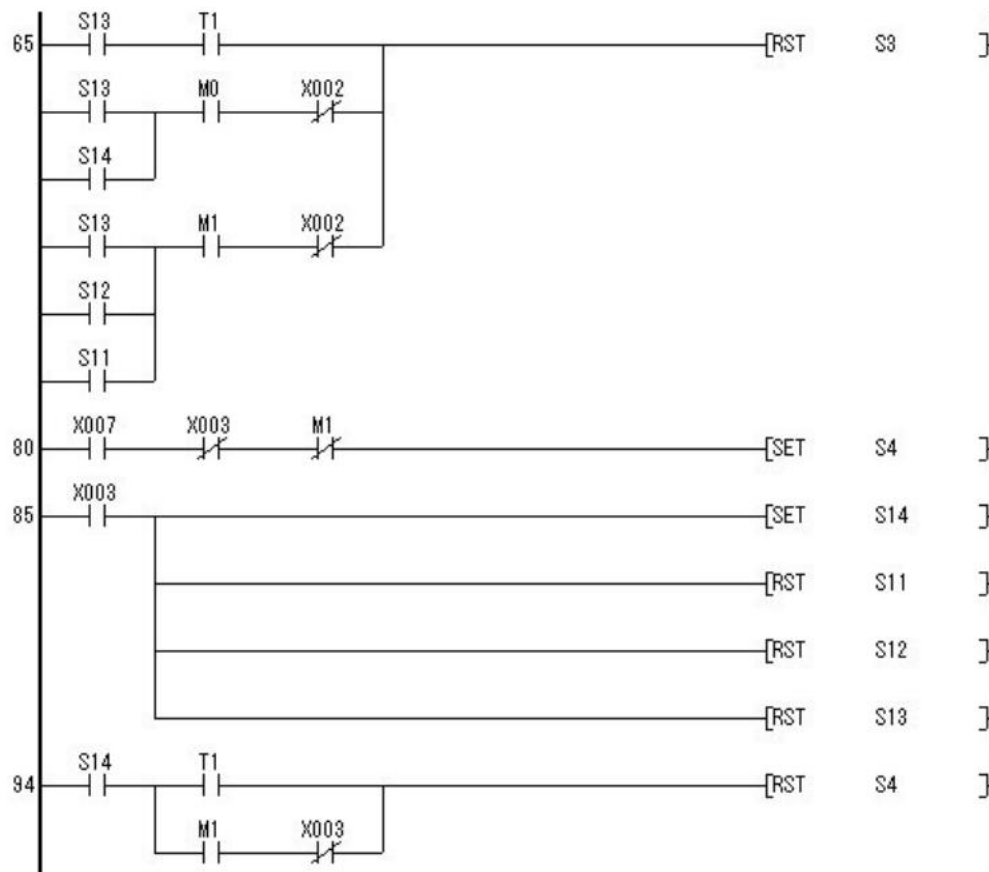 S13 T1
65 [RST S3 ]
S13 M0 X002
S14
S13 M1 X002
S12
S11
X007 X003 M1
80 [SET S4 ]
X003
85 [SET S14 ]
[RST S11 ]
[RST S12 ]
[RST S13 ]
S14 T1
94 [RST S4 ]
M1 X003